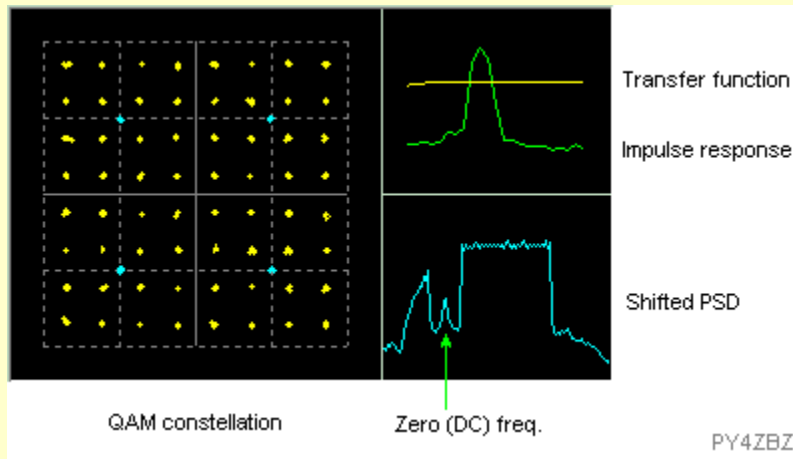 Transfer function
Impulse response
Shifted PSD
QAM constellation
Zero (DC) freq.
PY4ZBZ